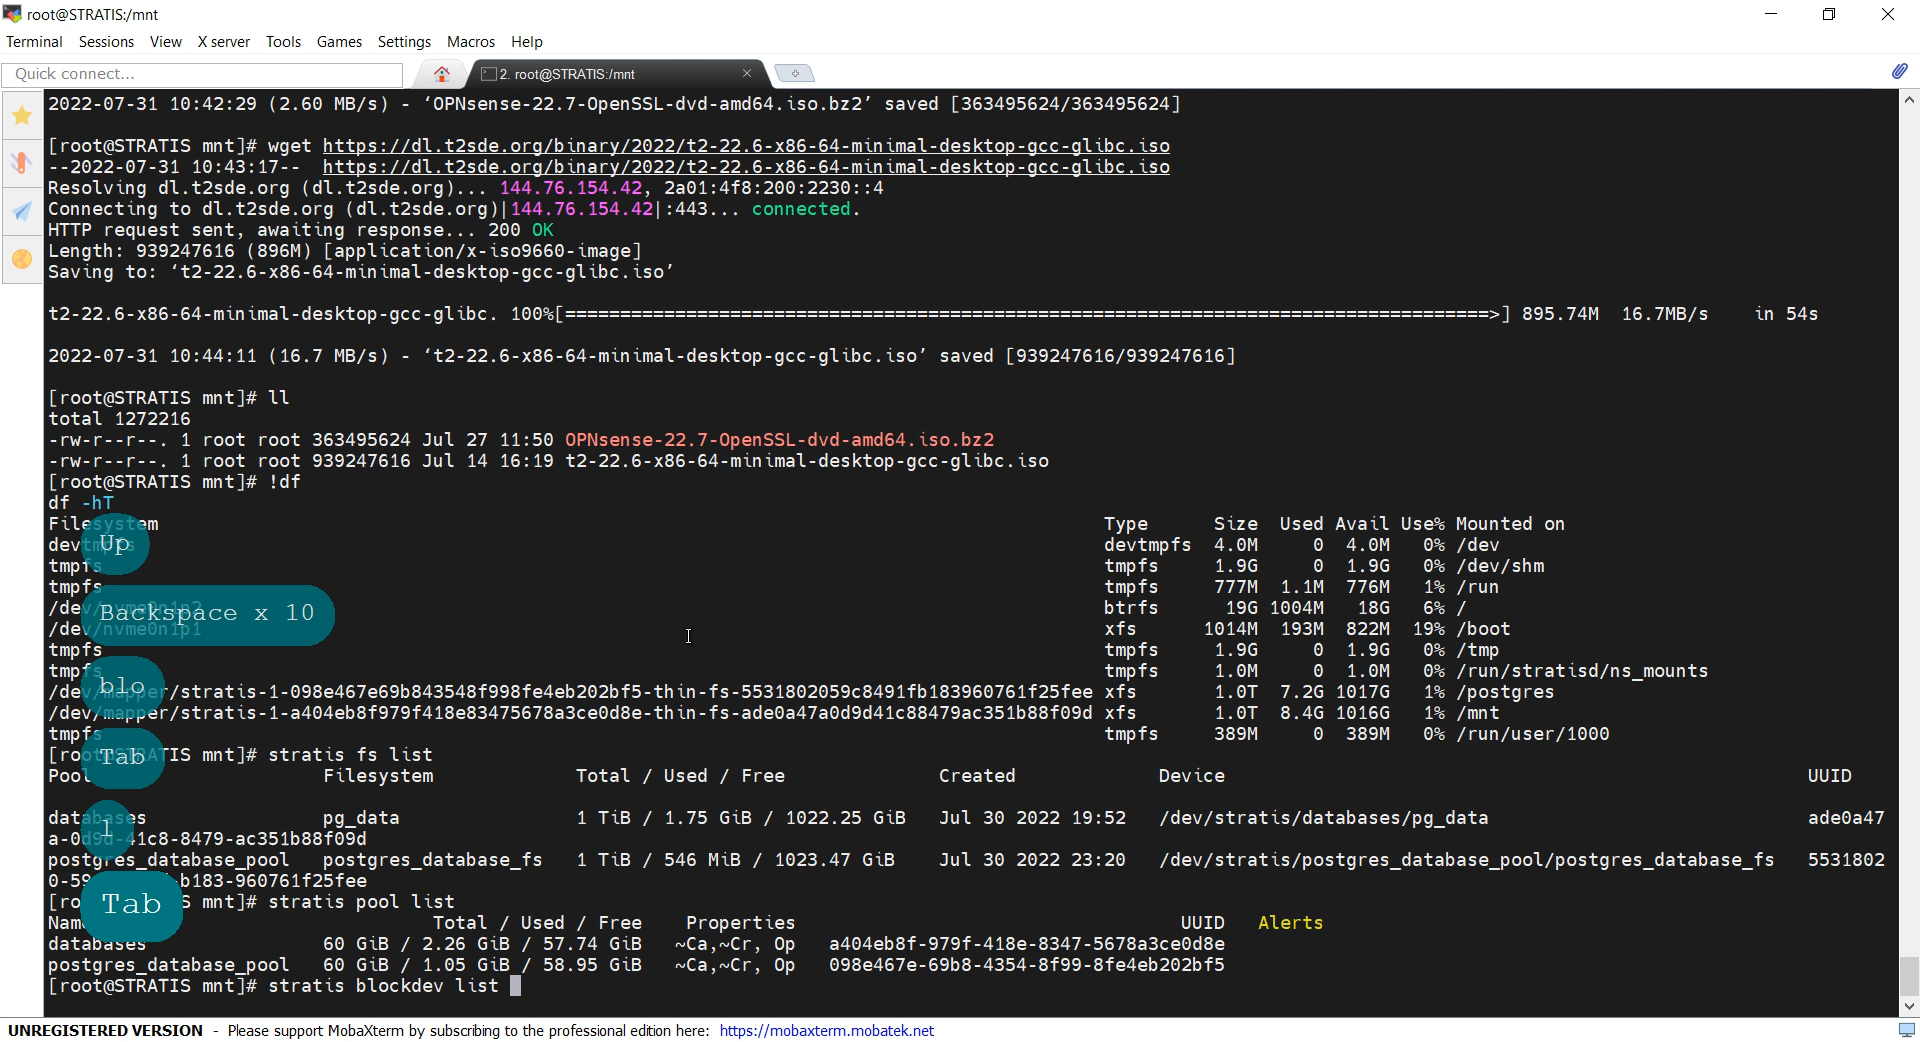 root@STRATIS:/mnt
Terminal Sessions View X server Tools Games Settings Macros Help
Quick connect...
2. root@STRATIS:/mnt
2022-07-31 10:42:29 (2.60 MB/s) - ‘OPNsense-22.7-OpenSSL-dvd-amd64.iso.bz2’ saved [363495624/363495624]
[root@STRATIS mnt]# wget https://dl.t2sde.org/binary/2022/t2-22.6-x86-64-minimal-desktop-gcc-glibc.iso
--2022-07-31 10:43:17-- https://dl.t2sde.org/binary/2022/t2-22.6-x86-64-minimal-desktop-gcc-glibc.iso
Resolving dl.t2sde.org (dl.t2sde.org)... 144.76.154.42, 2a01:4f8:200:2230::4
Connecting to dl.t2sde.org (dl.t2sde.org)|144.76.154.42|:443... connected.
HTTP request sent, awaiting response... 200 OK
Length: 939247616 (896M) [application/x-iso9660-image]
Saving to: ‘t2-22.6-x86-64-minimal-desktop-gcc-glibc.iso’
t2-22.6-x86-64-minimal-desktop-gcc-glibc. 100%[====================================================================================>] 895.74M 16.7MB/s in 54s
2022-07-31 10:44:11 (16.7 MB/s) - ‘t2-22.6-x86-64-minimal-desktop-gcc-glibc.iso’ saved [939247616/939247616]
[root@STRATIS mnt]# ll
total 1272216
-rw-r--r--. 1 root root 363495624 Jul 27 11:50 OPNsense-22.7-OpenSSL-dvd-amd64.iso.bz2
-rw-r--r--. 1 root root 939247616 Jul 14 16:19 t2-22.6-x86-64-minimal-desktop-gcc-glibc.iso
[root@STRATIS mnt]# !df
df -hT
Filesystem Type Size Used Avail Use% Mounted on
devtmpfs devtmpfs 4.0M 0 4.0M 0% /dev
Up
tmpfs tmpfs 1.9G 0 1.9G 0% /dev/shm
tmpfs tmpfs 777M 1.1M 776M 1% /run
/dev/nvme0n1p2 btrfs 19G 1004M 18G 6% /
Backspace x 10
/dev/nvme0n1p1 xfs 1014M 193M 822M 19% /boot
tmpfs tmpfs 1.9G 0 1.9G 0% /tmp
tmpfs tmpfs 1.0M 0 1.0M 0% /run/stratisd/ns_mounts
blo
/dev/mapper/stratis-1-098e467e69b843548f998fe4eb202bf5-thin-fs-5531802059c8491fb183960761f25fee xfs 1.0T 7.2G 1017G 1% /postgres
/dev/mapper/stratis-1-a404eb8f979f418e83475678a3ce0d8e-thin-fs-ade0a47a0d9d41c88479ac351b88f09d xfs 1.0T 8.4G 1016G 1% /mnt
tmpfs tmpfs 389M 0 389M 0% /run/user/1000
[root@STRATIS mnt]# stratis fs list
Tab
Pool Filesystem Total / Used / Free Created Device UUID
databases pg_data 1 TiB / 1.75 GiB / 1022.25 GiB Jul 30 2022 19:52 /dev/stratis/databases/pg_data ade0a47
l
a-0d9d-41c8-8479-ac351b88f09d
postgres_database_pool postgres_database_fs 1 TiB / 546 MiB / 1023.47 GiB Jul 30 2022 23:20 /dev/stratis/postgres_database_pool/postgres_database_fs 5531802
0-59 -b183-960761f25fee
[ro S mnt]# stratis pool list
Tab
Nam Total / Used / Free Properties UUID Alerts
databases 60 GiB / 2.26 GiB / 57.74 GiB ~Ca,~Cr, Op a404eb8f-979f-418e-8347-5678a3ce0d8e
postgres_database_pool 60 GiB / 1.05 GiB / 58.95 GiB ~Ca,~Cr, Op 098e467e-69b8-4354-8f99-8fe4eb202bf5
[root@STRATIS mnt]# stratis blockdev list
UNREGISTERED VERSION - Please support MobaXterm by subscribing to the professional edition here: https://mobaxterm.mobatek.net